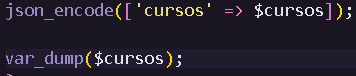 json_encode(['cursos' => $cursos]);
var_dump($cursos);